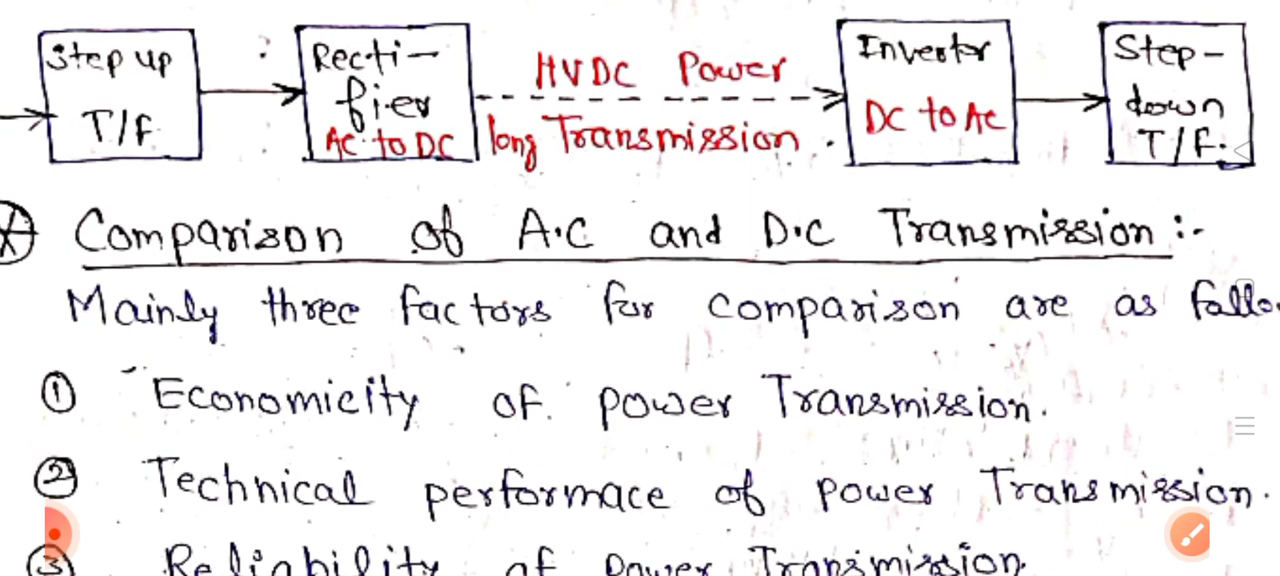 Step up
T/F.
Recti-
fier
AC to DC
HVDC Power
long Transmission.
Invertor
DC to AC
Step-
down
T/F.
Comparison of A.C and D.C Transmission :-
Mainly three factors for comparison are as follo
① Economicity of power Transmission.
② Technical performace of power Transmission.
③ Reliability of Power Transmission